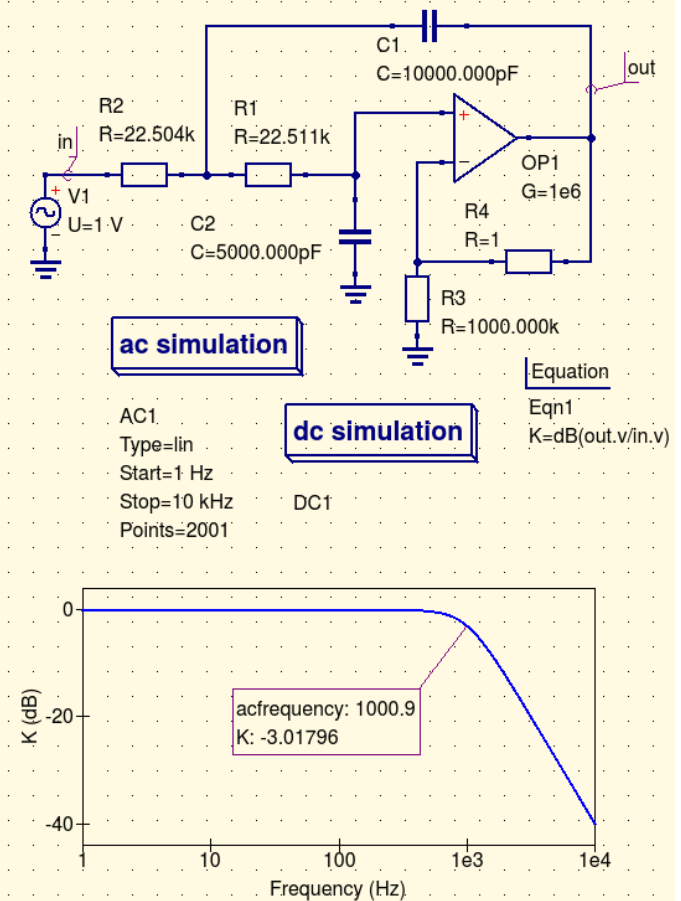 C1
C=10000.000pF
out
R2
R=22.504k
R1
R=22.511k
in
+
V1
U=1 V
−
+
−
OP1
G=1e6
C2
C=5000.000pF
R4
R=1
R3
R=1000.000k
ac simulation
Equation
Eqn1
K=dB(out.v/in.v)
AC1
Type=lin
Start=1 Hz
Stop=10 kHz
Points=2001
dc simulation
DC1
0
-20
-40
K (dB)
acfrequency: 1000.9
K: -3.01796
1
10
100
1e3
1e4
Frequency (Hz)